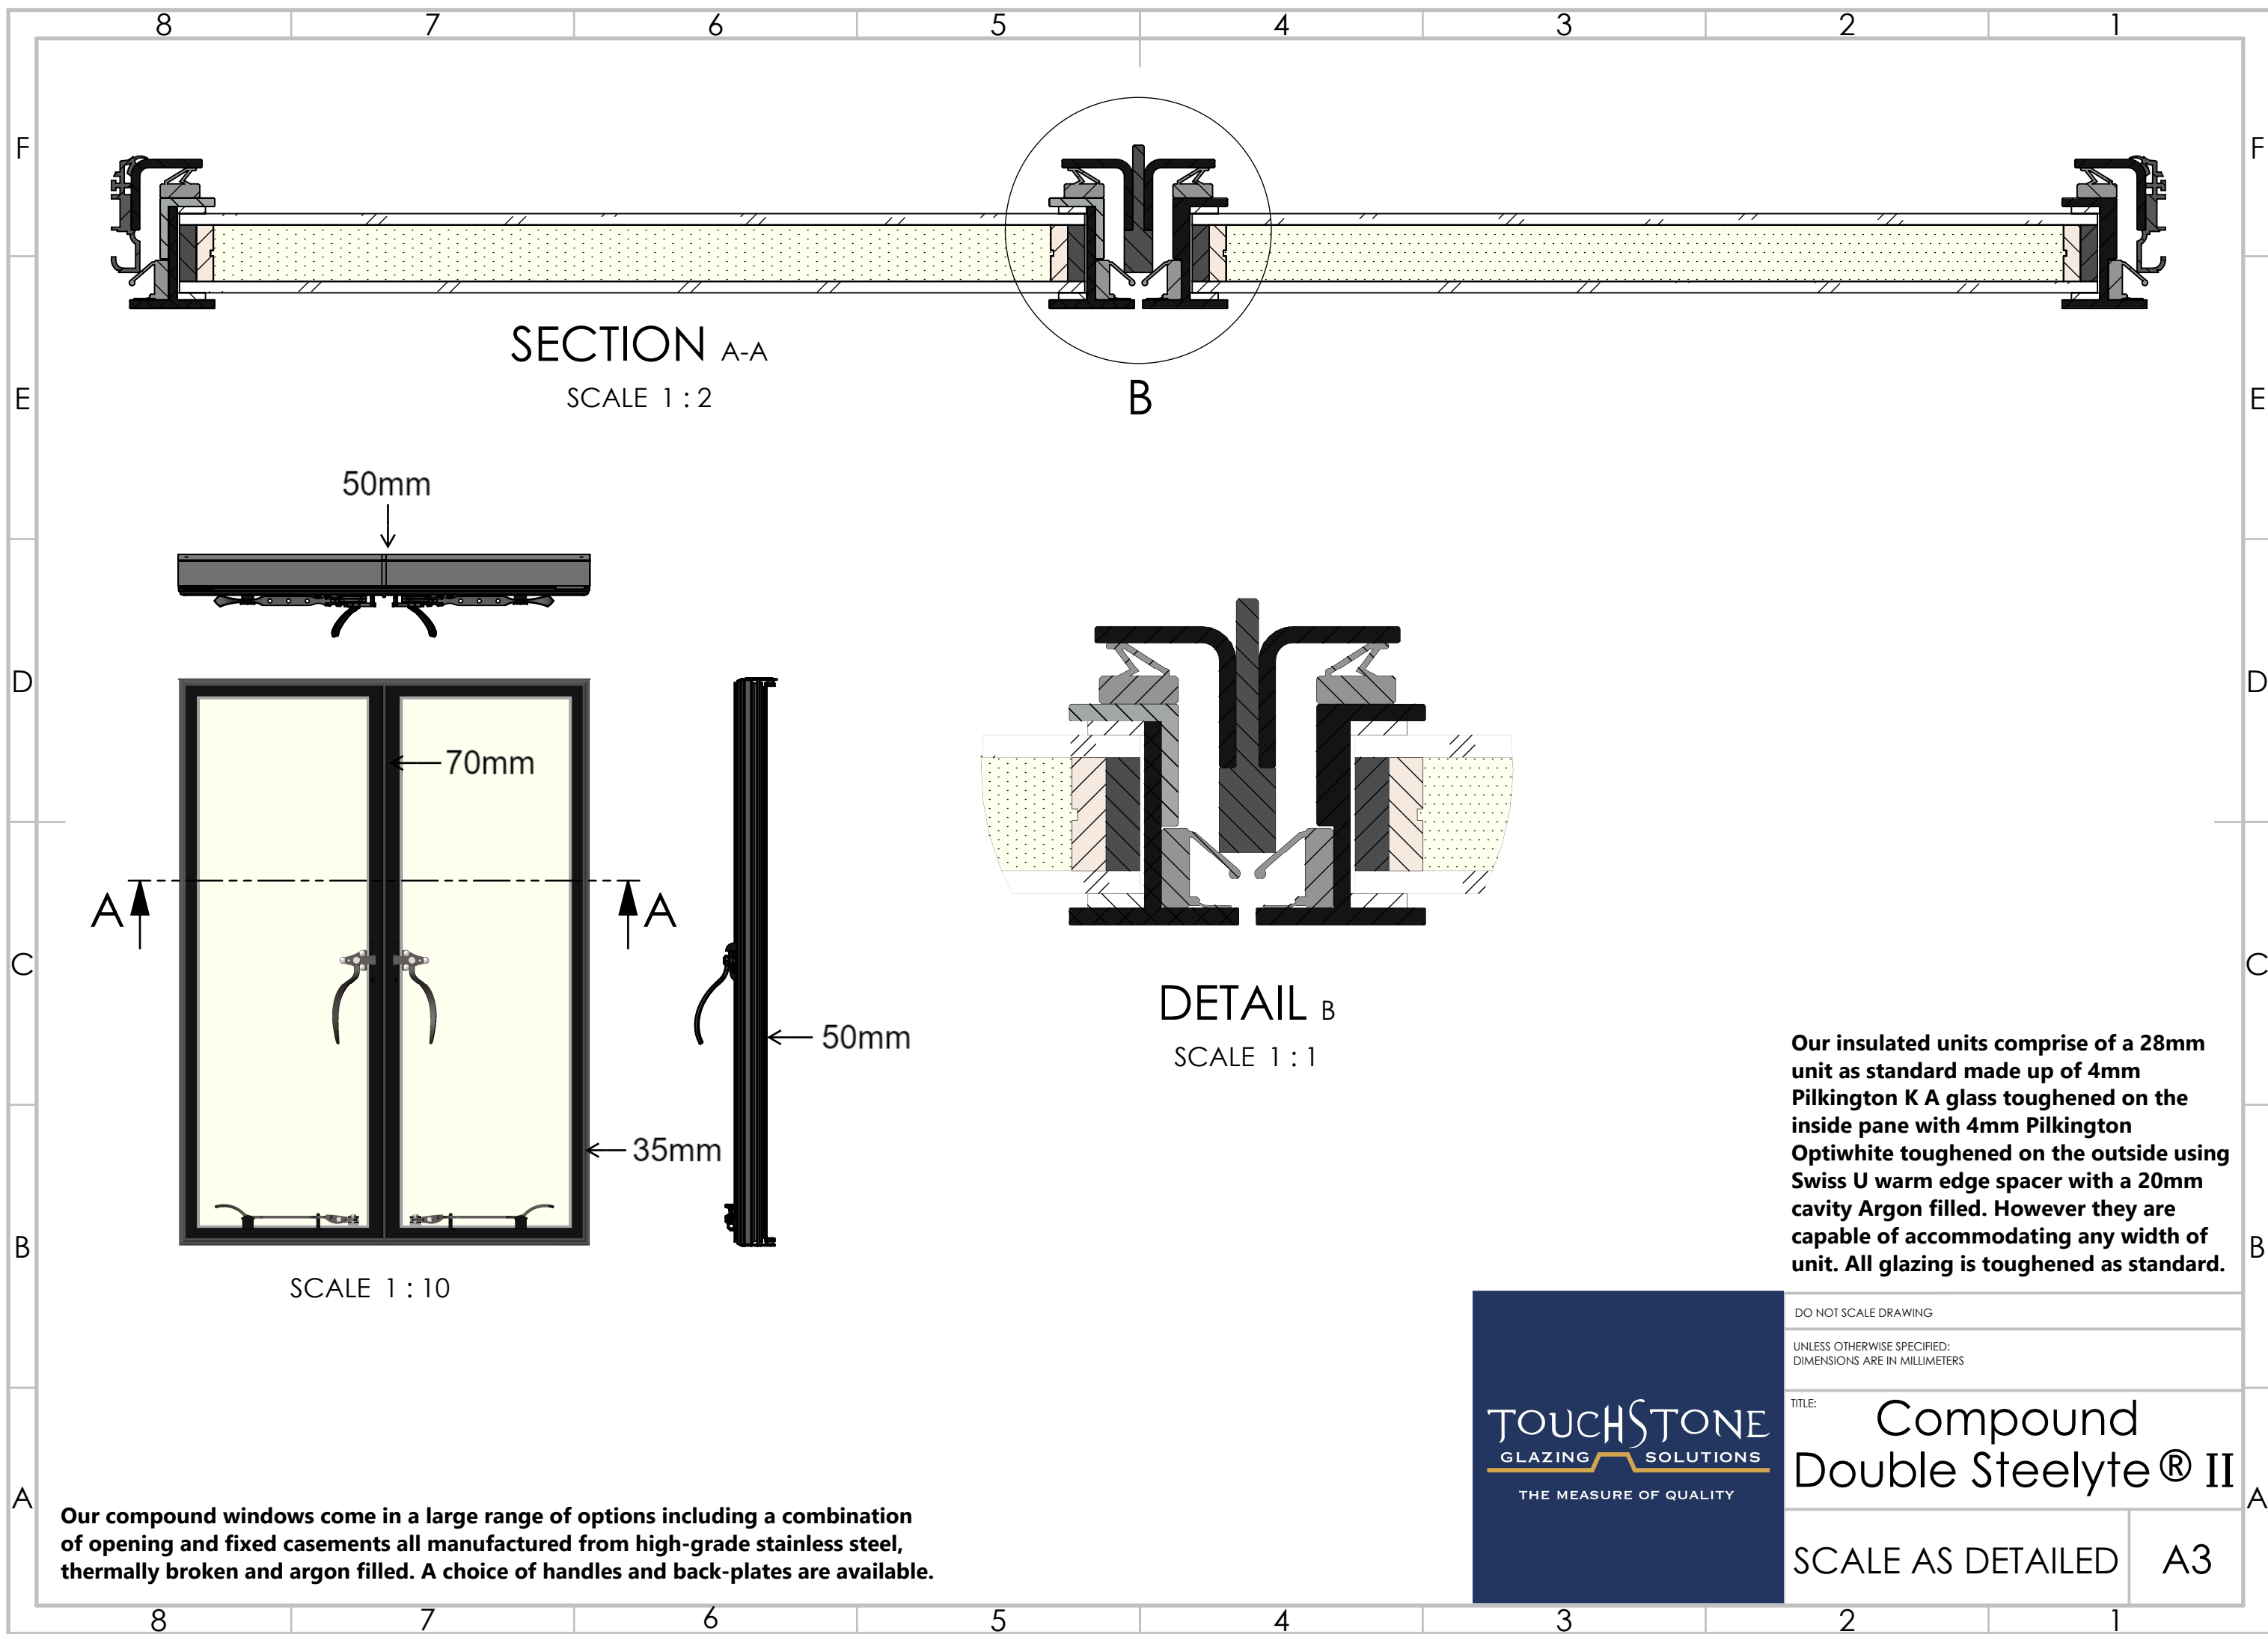 8 7 6 5 4 3 2 1
F F
SECTION A-A
SCALE 1 : 2
B
E E
50mm
D D
70mm
A A
C C
50mm
35mm
DETAIL B
SCALE 1 : 1
B B
SCALE 1 : 10
Our insulated units comprise of a 28mm
unit as standard made up of 4mm
Pilkington K A glass toughened on the
inside pane with 4mm Pilkington
Optiwhite toughened on the outside using
Swiss U warm edge spacer with a 20mm
cavity Argon filled. However they are
capable of accommodating any width of
unit. All glazing is toughened as standard.
DO NOT SCALE DRAWING
UNLESS OTHERWISE SPECIFIED:
DIMENSIONS ARE IN MILLIMETERS
TITLE:
Compound
Double Steelyte ® II
TOUCHSTONE
GLAZING SOLUTIONS
THE MEASURE OF QUALITY
SCALE AS DETAILED
A3
A A
Our compound windows come in a large range of options including a combination
of opening and fixed casements all manufactured from high-grade stainless steel,
thermally broken and argon filled. A choice of handles and back-plates are available.
8 7 6 5 4 3 2 1